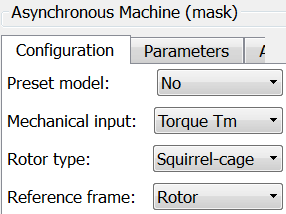 Asynchronous Machine (mask)
Configuration Parameters
Preset model: No
Mechanical input: Torque Tm
Rotor type: Squirrel-cage
Reference frame: Rotor